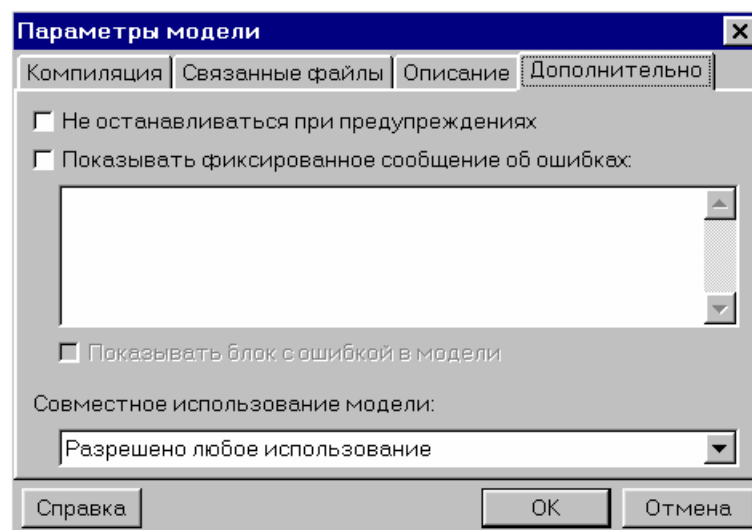 Параметры модели
Компиляция Связанные файлы Описание Дополнительно
Не останавливаться при предупреждениях
Показывать фиксированное сообщение об ошибках:
Показывать блок с ошибкой в модели
Совместное использование модели:
Разрешено любое использование
Справка OK Отмена